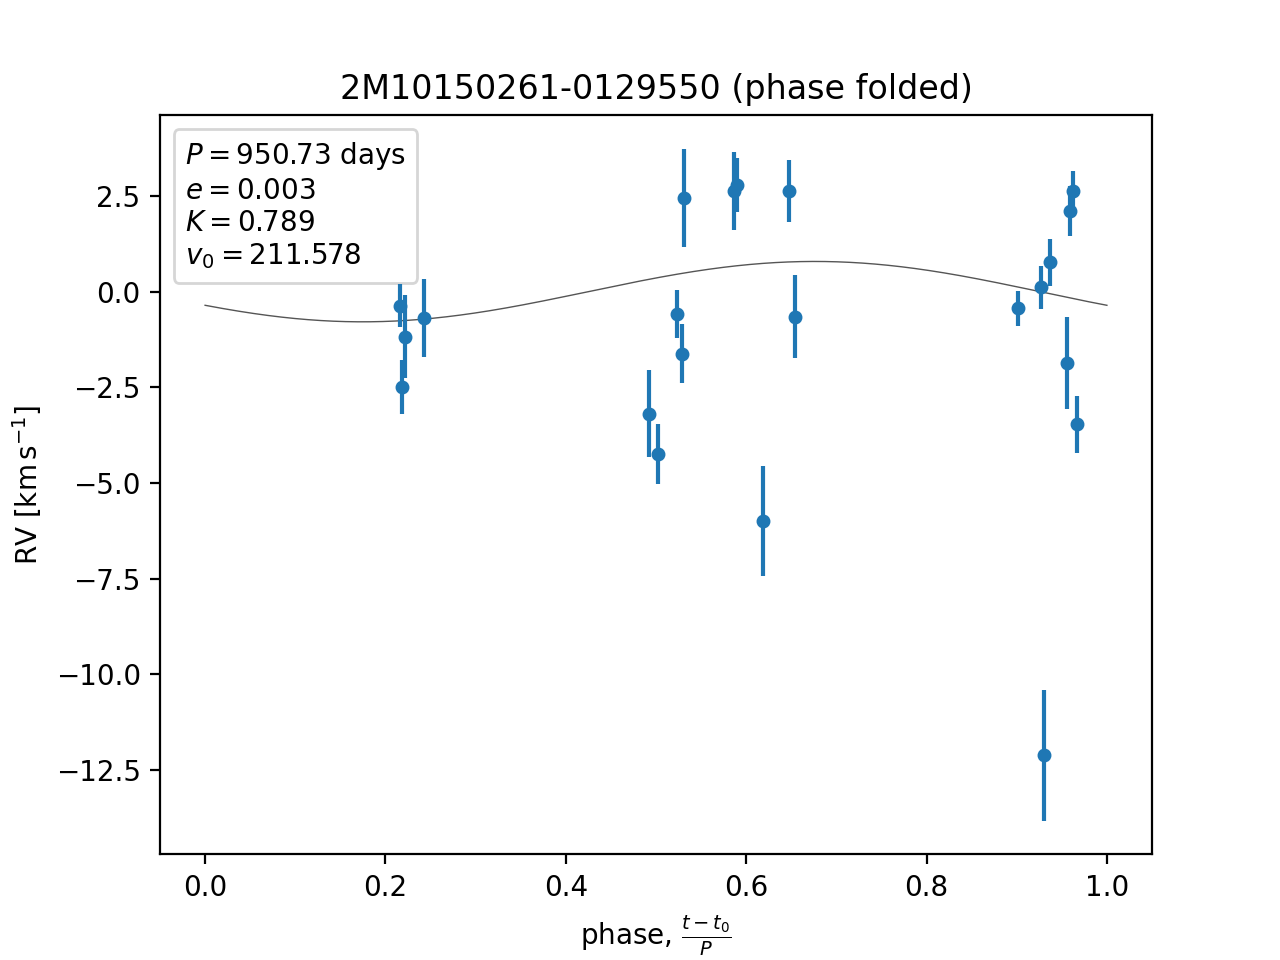 2M10150261-0129550 (phase folded)
P = 950.73 days
e = 0.003
K = 0.789
v₀ = 211.578
2.5
0.0
−2.5
−5.0
−7.5
−10.0
−12.5
RV [km s⁻¹]
0.0 0.2 0.4 0.6 0.8 1.0
phase, (t − t₀)/P